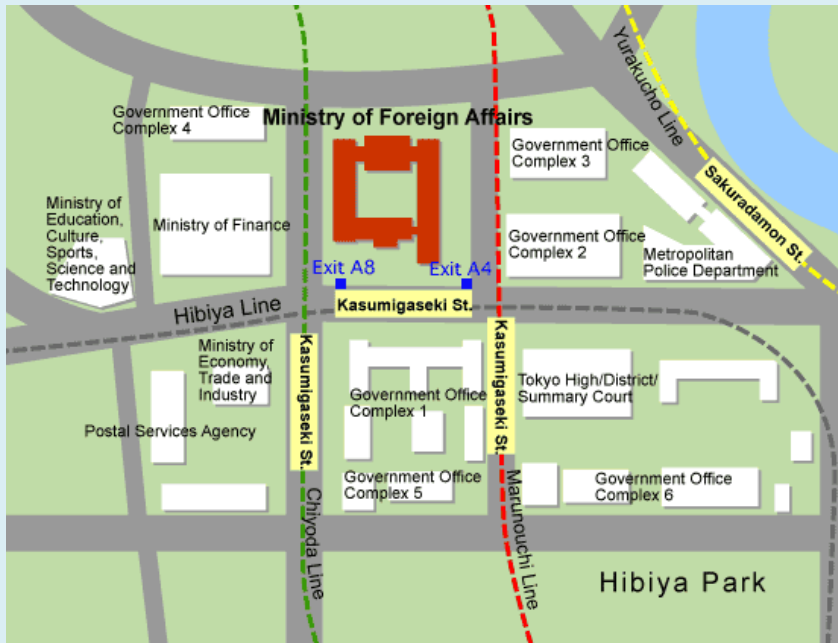 Yurakucho Line
Government Office
Complex 4
Ministry of Foreign Affairs
Government Office
Complex 3
Sakuradamon St.
Ministry of
Education,
Culture,
Sports,
Science and
Technology
Ministry of Finance
Government Office
Complex 2
Metropolitan
Police Department
Exit A8
Exit A4
Hibiya Line
Kasumigaseki St.
Kasumigaseki St.
Kasumigaseki St.
Ministry of
Economy,
Trade and
Industry
Government Office
Complex 1
Tokyo High/District/
Summary Court
Postal Services Agency
Government Office
Complex 5
Government Office
Complex 6
Chiyoda Line
Marunouchi Line
Hibiya Park